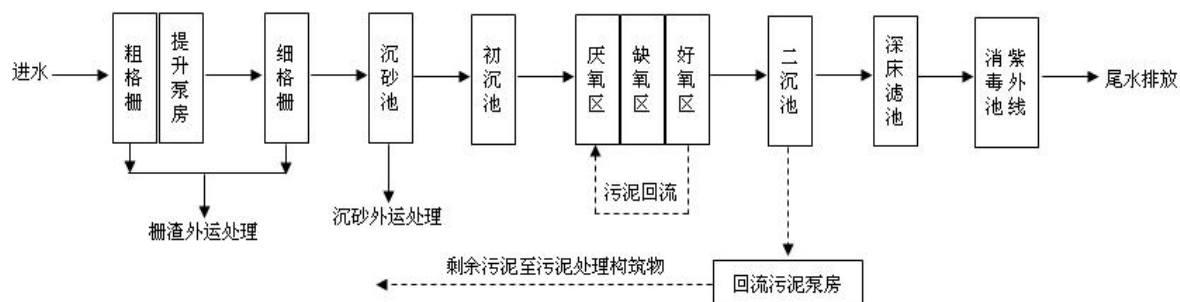 进水
粗格栅
提升泵房
细格栅
沉砂池
初沉池
厌氧区
缺氧区
好氧区
二沉池
深床滤池
紫外线
消毒池
尾水排放
污泥回流
栅渣外运处理
沉砂外运处理
剩余污泥至污泥处理构筑物
回流污泥泵房